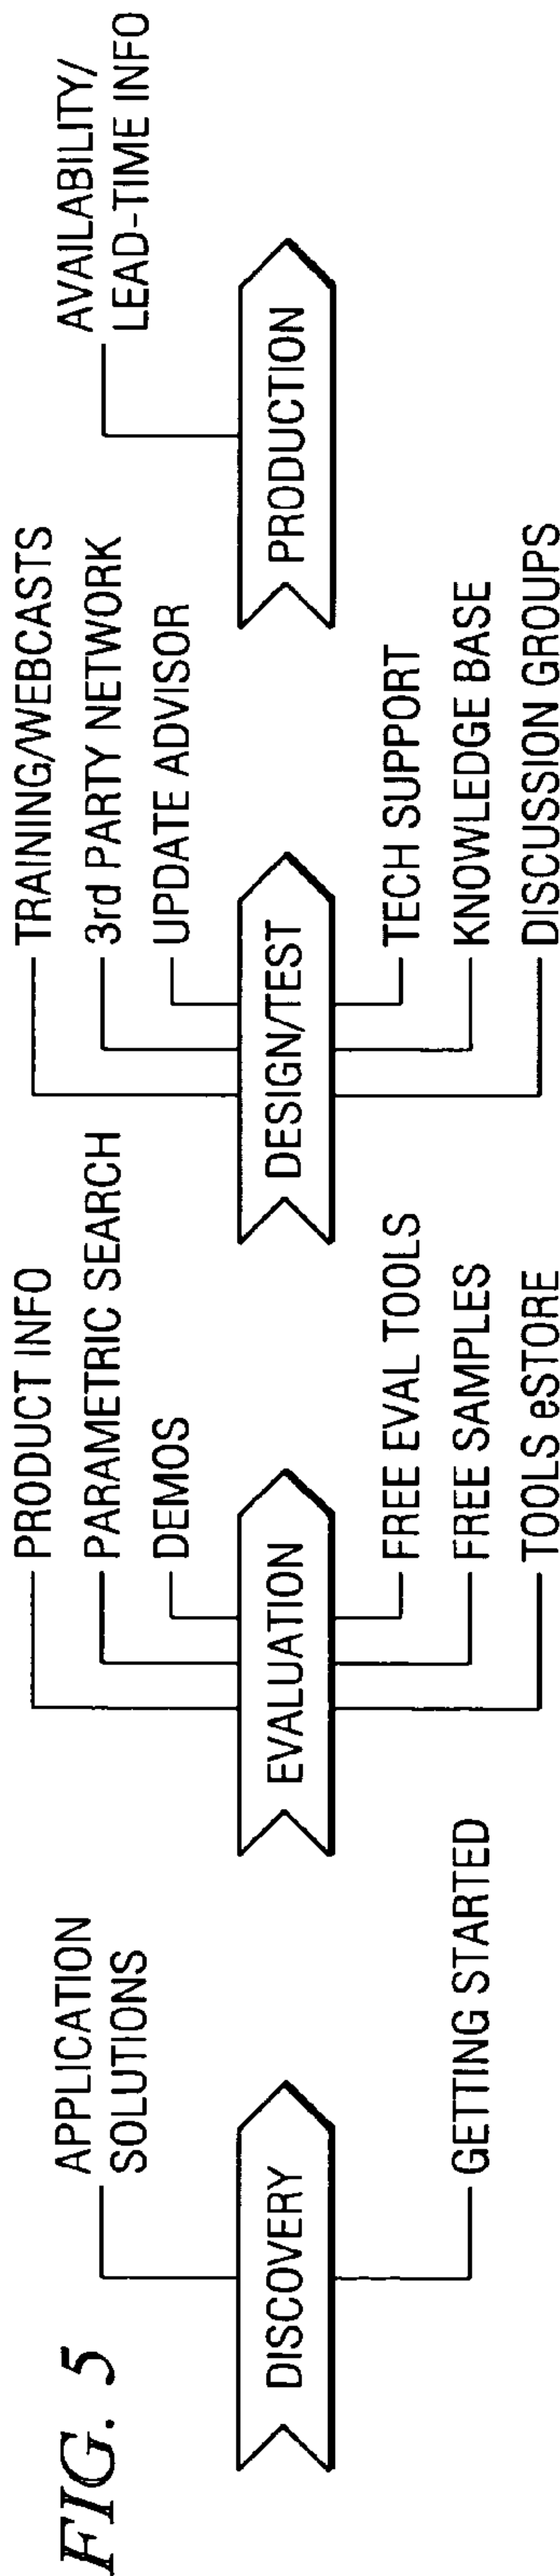 FIG. 5
APPLICATION
SOLUTIONS
DISCOVERY
GETTING STARTED
PRODUCT INFO
PARAMETRIC SEARCH
DEMOS
EVALUATION
FREE EVAL TOOLS
FREE SAMPLES
TOOLS eSTORE
TRAINING/WEBCASTS
3rd PARTY NETWORK
UPDATE ADVISOR
DESIGN/TEST
TECH SUPPORT
KNOWLEDGE BASE
DISCUSSION GROUPS
AVAILABILITY/
LEAD-TIME INFO
PRODUCTION